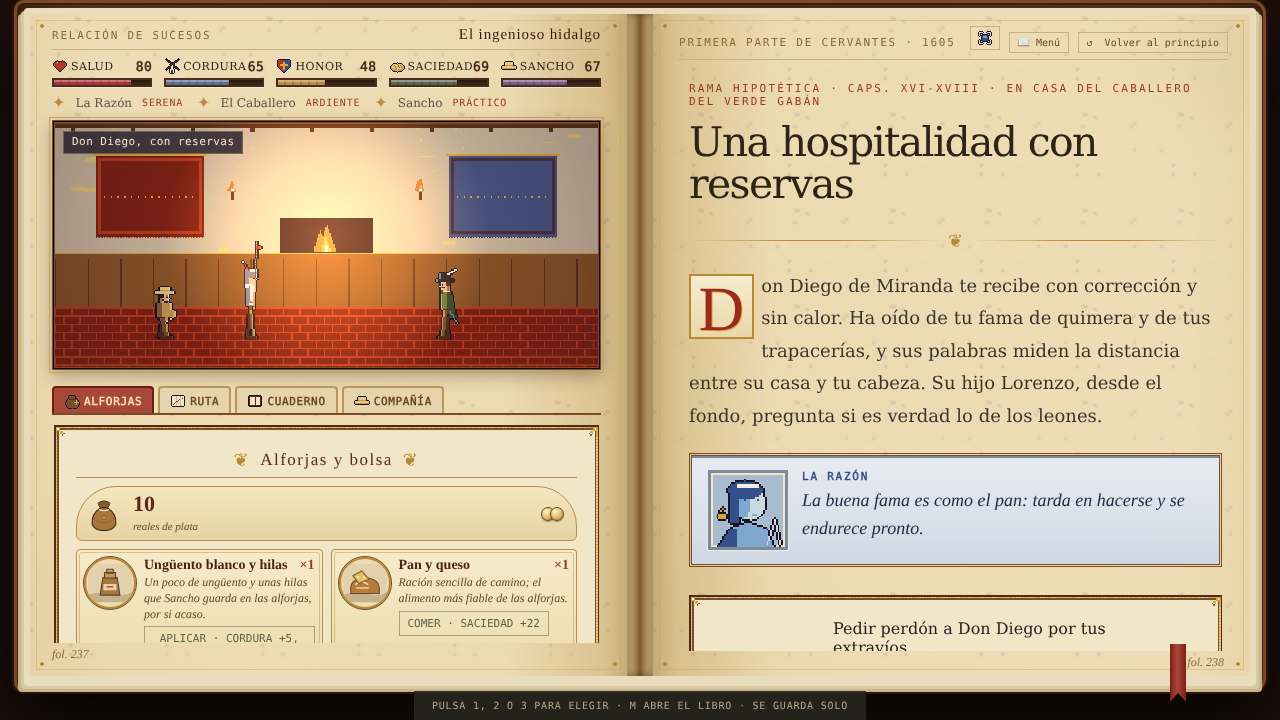 RELACIÓN DE SUCESOS
El ingenioso hidalgo
SALUD 80
CORDURA 65
HONOR 48
SACIEDAD 69
SANCHO 67
La Razón SERENA
El Caballero ARDIENTE
Sancho PRÁCTICO
Don Diego, con reservas
ALFORJAS
RUTA
CUADERNO
COMPAÑÍA
Alforjas y bolsa
10
reales de plata
Ungüento blanco y hilas ×1
Un poco de ungüento y unas hilas
que Sancho guarda en las alforjas,
por si acaso.
APLICAR · CORDURA +5,
Pan y queso ×1
Ración sencilla de camino; el
alimento más fiable de las alforjas.
COMER · SACIEDAD +22
fol. 237
PRIMERA PARTE DE CERVANTES · 1605
Menú
↺ Volver al principio
RAMA HIPOTÉTICA · CAPS. XVI-XVIII · EN CASA DEL CABALLERO
DEL VERDE GABÁN
Una hospitalidad con
reservas
Don Diego de Miranda te recibe con corrección y
sin calor. Ha oído de tu fama de quimera y de tus
trapacerías, y sus palabras miden la distancia
entre su casa y tu cabeza. Su hijo Lorenzo, desde el
fondo, pregunta si es verdad lo de los leones.
LA RAZÓN
La buena fama es como el pan: tarda en hacerse y se
endurece pronto.
Pedir perdón a Don Diego por tus
extravíos
fol. 238
PULSA 1, 2 O 3 PARA ELEGIR · M ABRE EL LIBRO · SE GUARDA SOLO